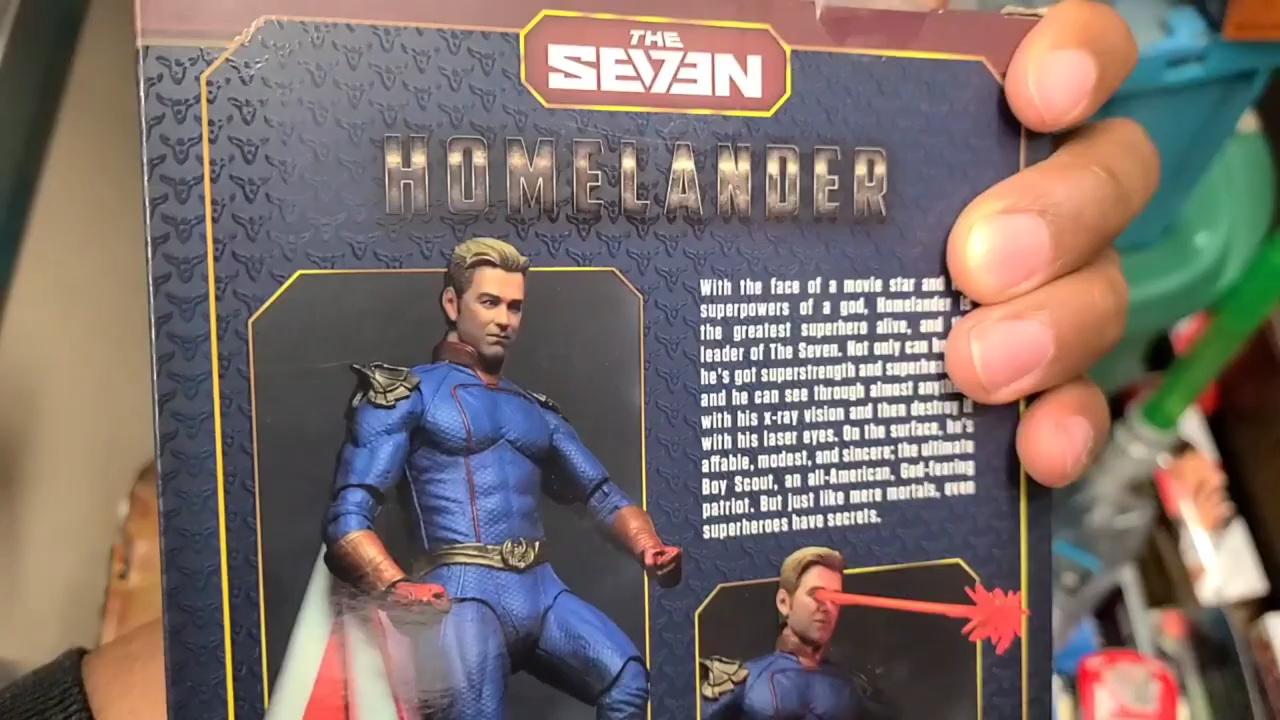 THE
SEVEN
HOMELANDER
With the face of a movie star and
superpowers of a god, Homelander is
the greatest superhero alive, and
leader of The Seven. Not only can
he's got superstrength and
and he can see through almost
with his x-ray vision and then destroy it
with his laser eyes. On the surface, he's
affable, modest, and sincere; the ultimate
Boy Scout, an all-American, God-fearing
patriot. But just like mere mortals, even
superheroes have secrets.